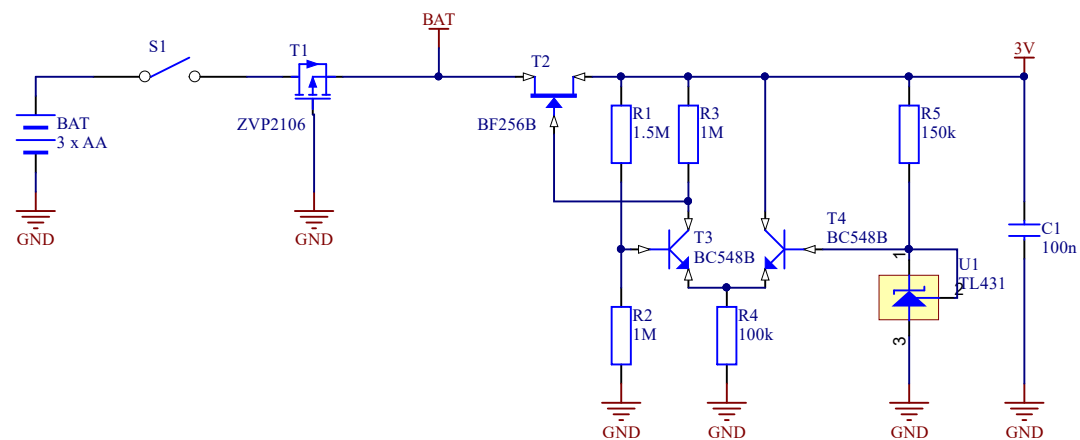 BAT
S1
T1
T2
3V
BAT
3 x AA
ZVP2106
BF256B
R1
1.5M
R3
1M
R5
150k
T3
BC548B
T4
BC548B
C1
100n
1
U1
TL431
2
3
R2
1M
R4
100k
GND
GND
GND
GND
GND
GND